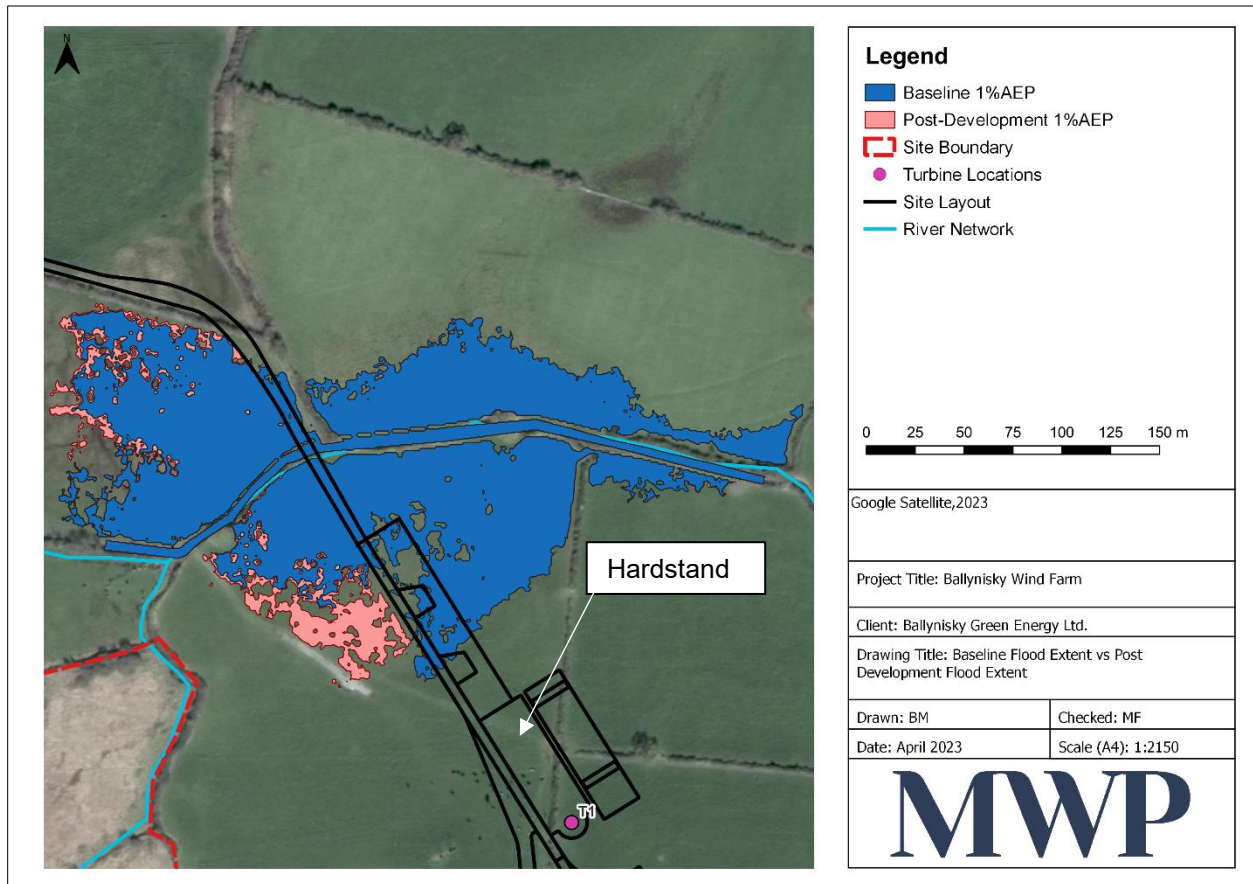 N
Hardstand
T1
Legend
Baseline 1%AEP
Post-Development 1%AEP
Site Boundary
Turbine Locations
Site Layout
River Network
0 25 50 75 100 125 150 m
Google Satellite,2023
Project Title: Ballynisky Wind Farm
Client: Ballynisky Green Energy Ltd.
Drawing Title: Baseline Flood Extent vs Post
Development Flood Extent
Drawn: BM
Checked: MF
Date: April 2023
Scale (A4): 1:2150
MWP